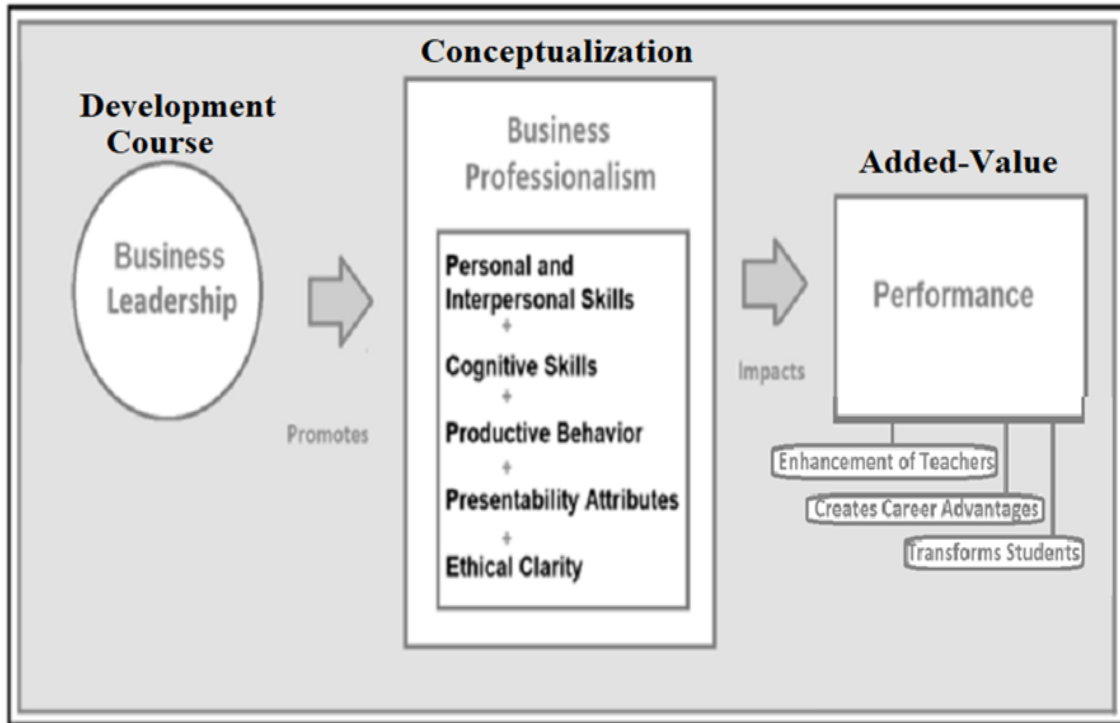 Development
Course
Business
Leadership
Promotes
Conceptualization
Business
Professionalism
Personal and
Interpersonal Skills
+
Cognitive Skills
+
Productive Behavior
+
Presentability Attributes
+
Ethical Clarity
Impacts
Added-Value
Performance
Enhancement of Teachers
Creates Career Advantages
Transforms Students